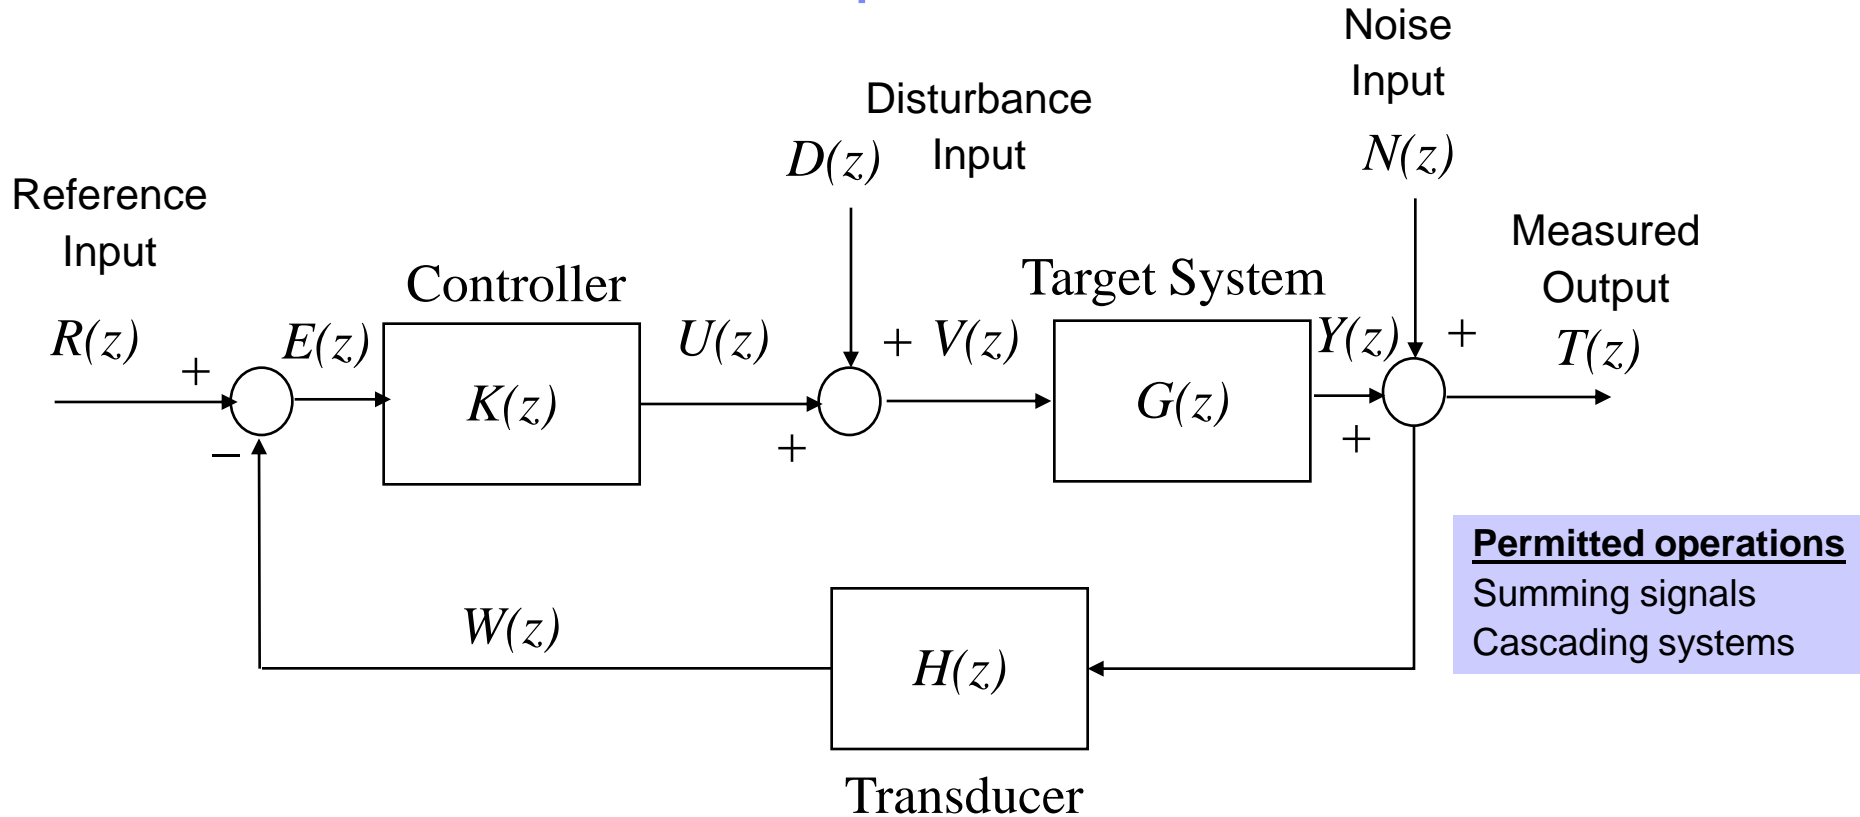 Noise
Input
N(z)
Disturbance
Input
D(z)
Reference
Input
R(z)
Measured
Output
T(z)
Controller
Target System
+
E(z)
K(z)
U(z)
+
V(z)
G(z)
Y(z)
+
−
+
+
Permitted operations
Summing signals
Cascading systems
W(z)
H(z)
Transducer